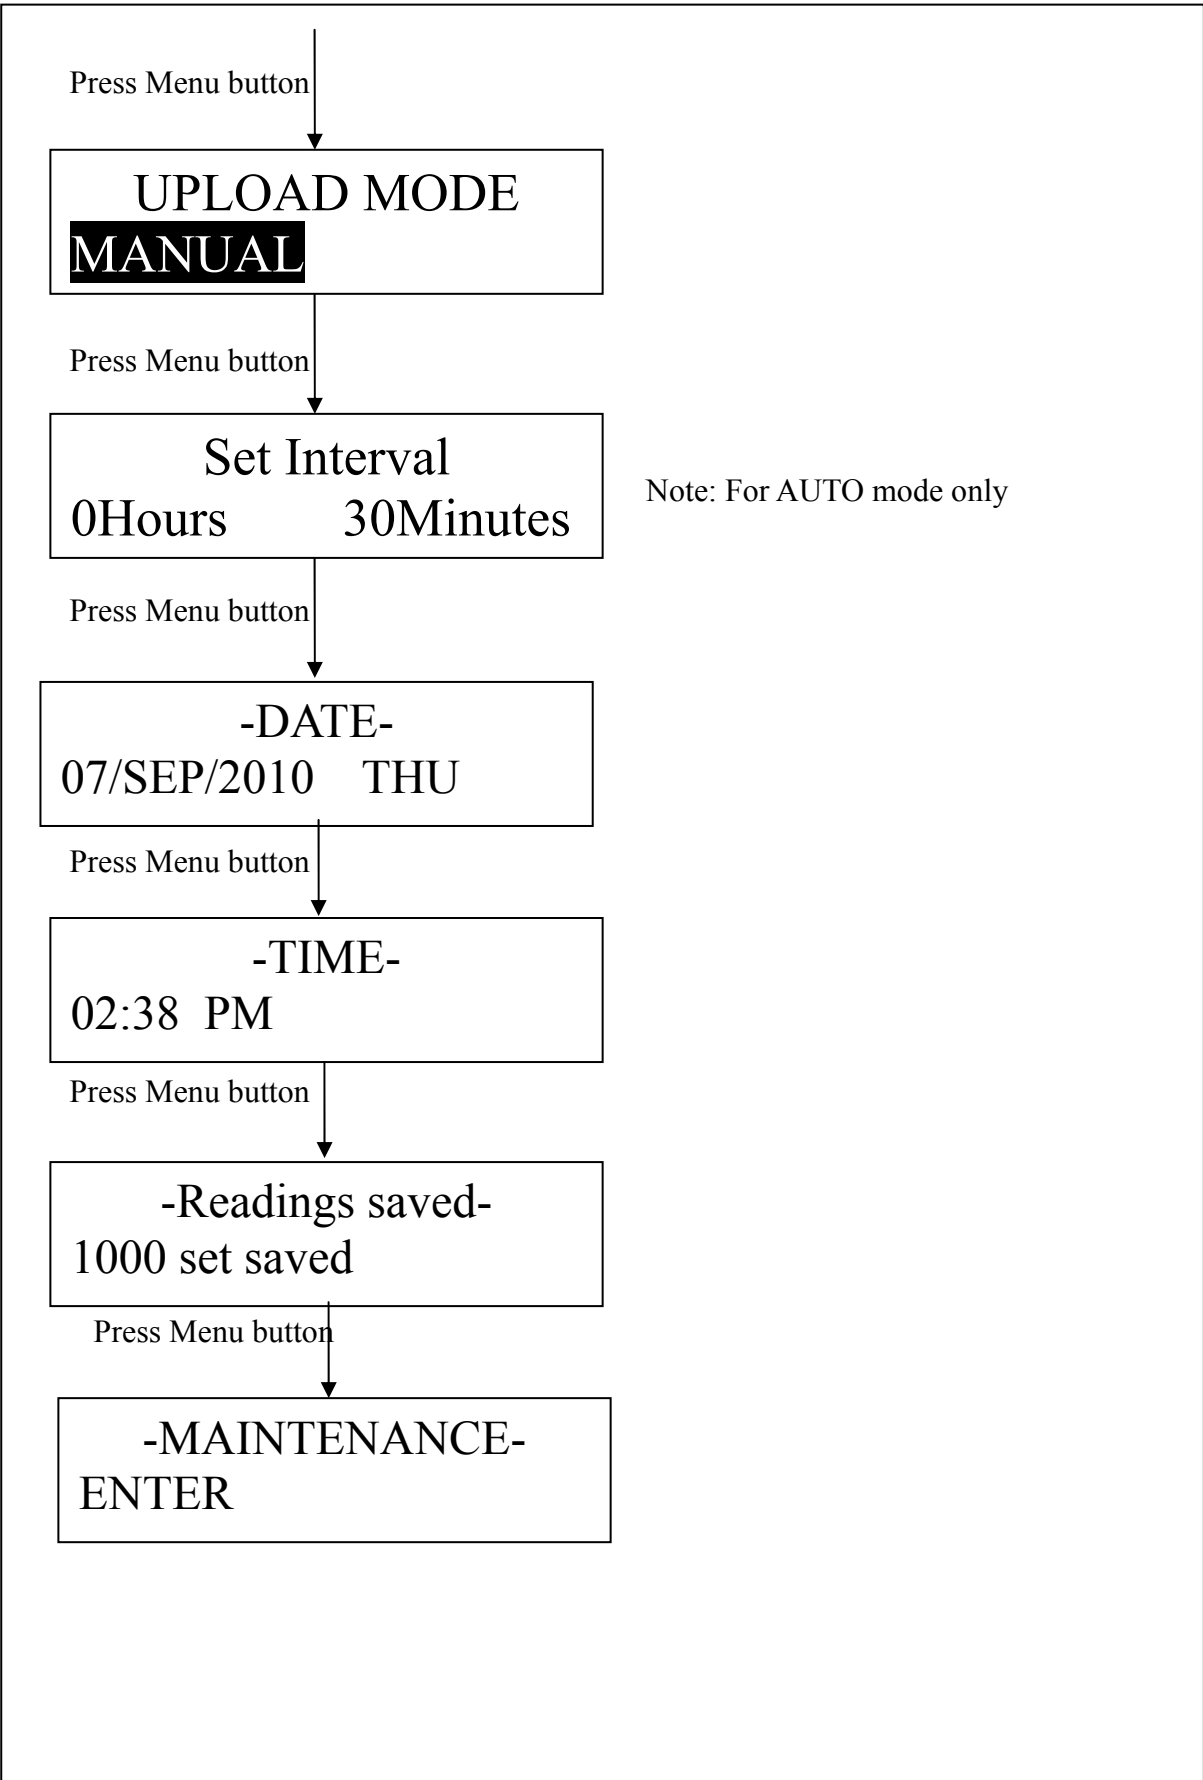 Press Menu button
UPLOAD MODE
MANUAL
Press Menu button
Set Interval
0Hours 30Minutes
Note: For AUTO mode only
Press Menu button
-DATE-
07/SEP/2010 THU
Press Menu button
-TIME-
02:38 PM
Press Menu button
-Readings saved-
1000 set saved
Press Menu button
-MAINTENANCE-
ENTER